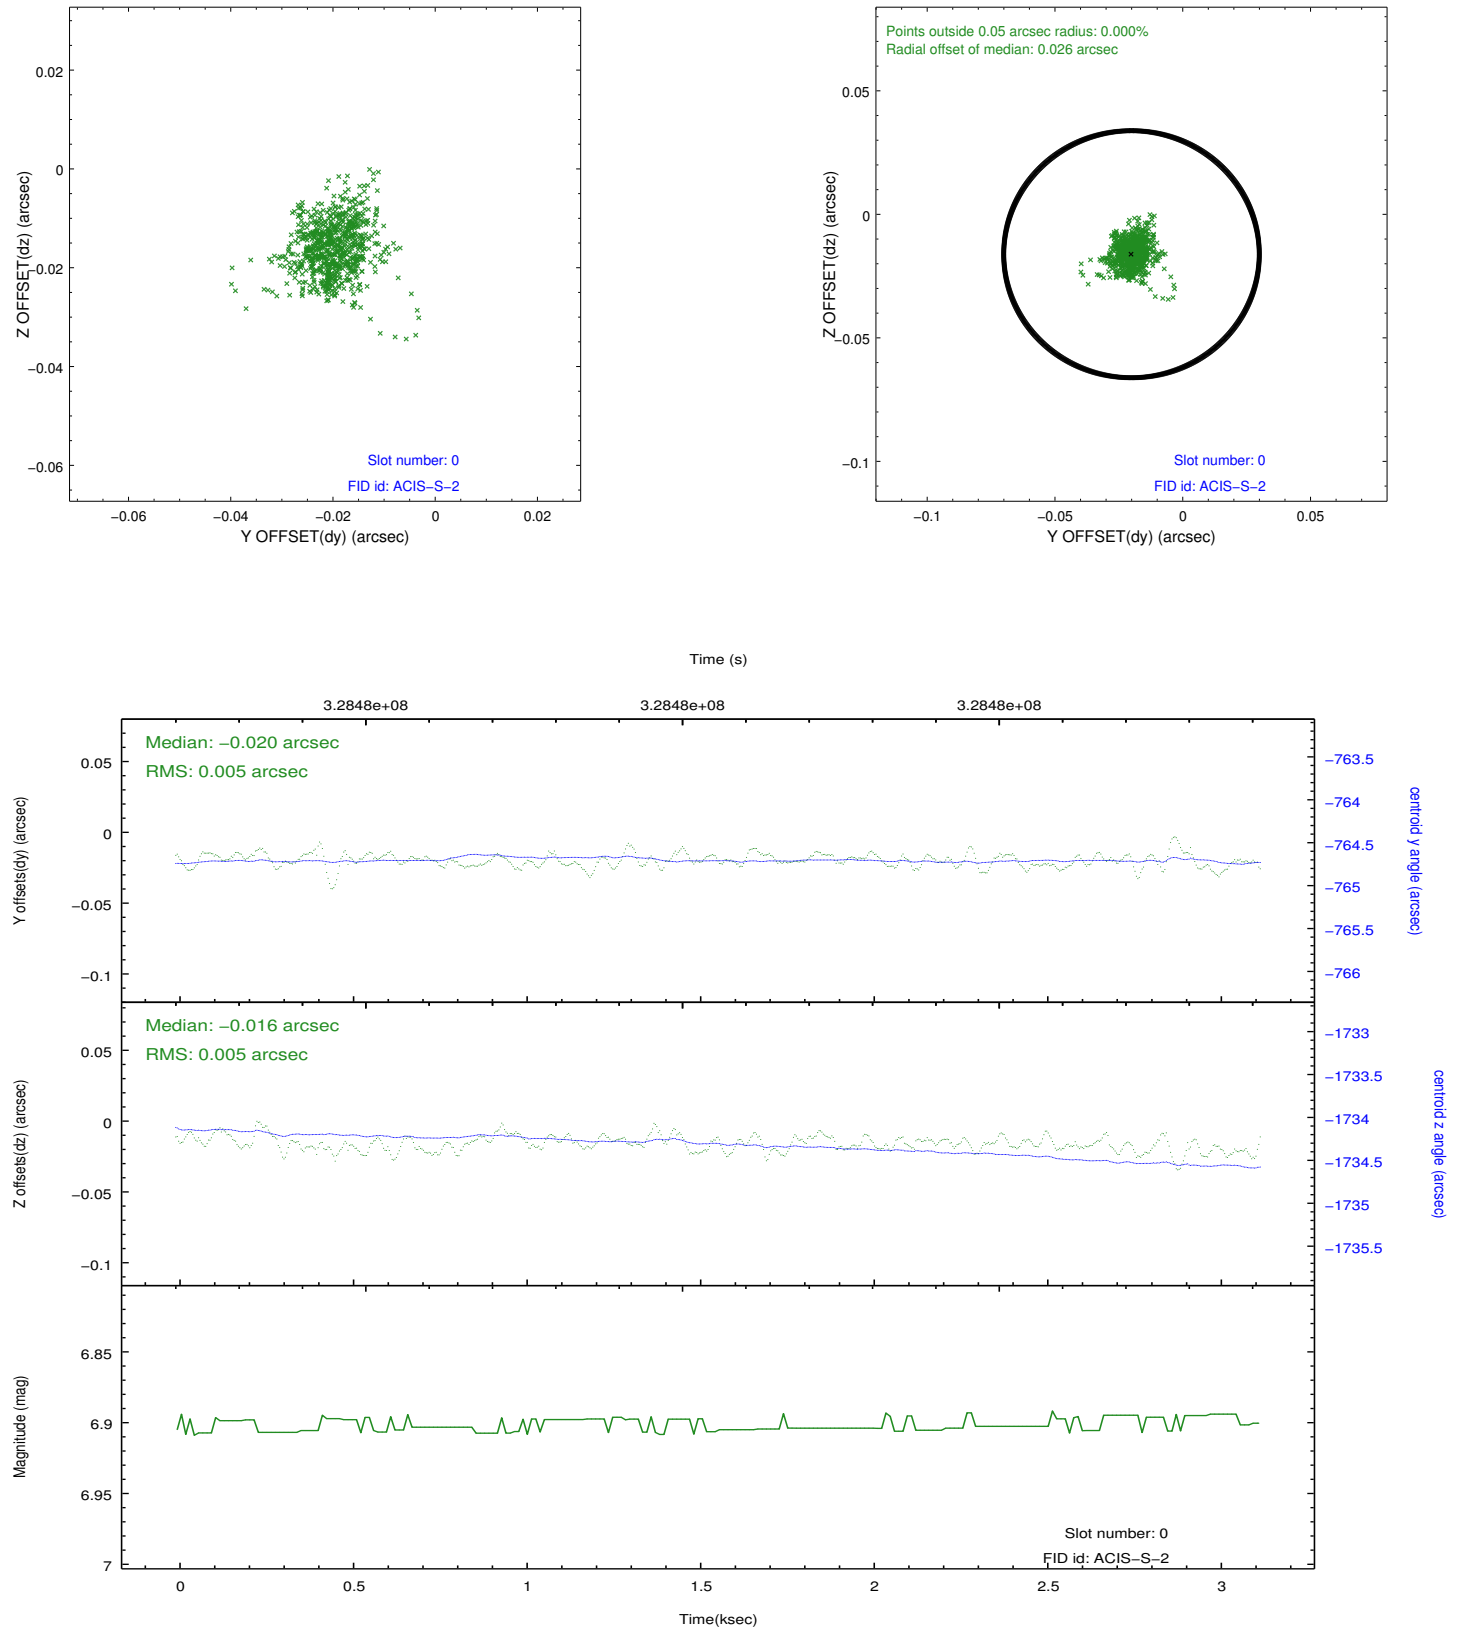 0.02
0
−0.02
−0.04
−0.06
Z OFFSET(dz) (arcsec)
Slot number: 0
FID id: ACIS−S−2
−0.06
−0.04
−0.02
0
0.02
Y OFFSET(dy) (arcsec)
Points outside 0.05 arcsec radius: 0.000%
Radial offset of median: 0.026 arcsec
0.05
0
−0.05
−0.1
Z OFFSET(dz) (arcsec)
Slot number: 0
FID id: ACIS−S−2
−0.1
−0.05
0
0.05
Y OFFSET(dy) (arcsec)
Time (s)
3.2848e+08
3.2848e+08
3.2848e+08
Median: −0.020 arcsec
RMS: 0.005 arcsec
0.05
0
−0.05
−0.1
Y offsets(dy) (arcsec)
−763.5
−764
−764.5
−765
−765.5
−766
centroid y angle (arcsec)
Median: −0.016 arcsec
RMS: 0.005 arcsec
0.05
0
−0.05
−0.1
Z offsets(dz) (arcsec)
−1733
−1733.5
−1734
−1734.5
−1735
−1735.5
centroid z angle (arcsec)
6.85
6.9
6.95
7
Magnitude (mag)
Slot number: 0
FID id: ACIS−S−2
0
0.5
1
1.5
2
2.5
3
Time(ksec)